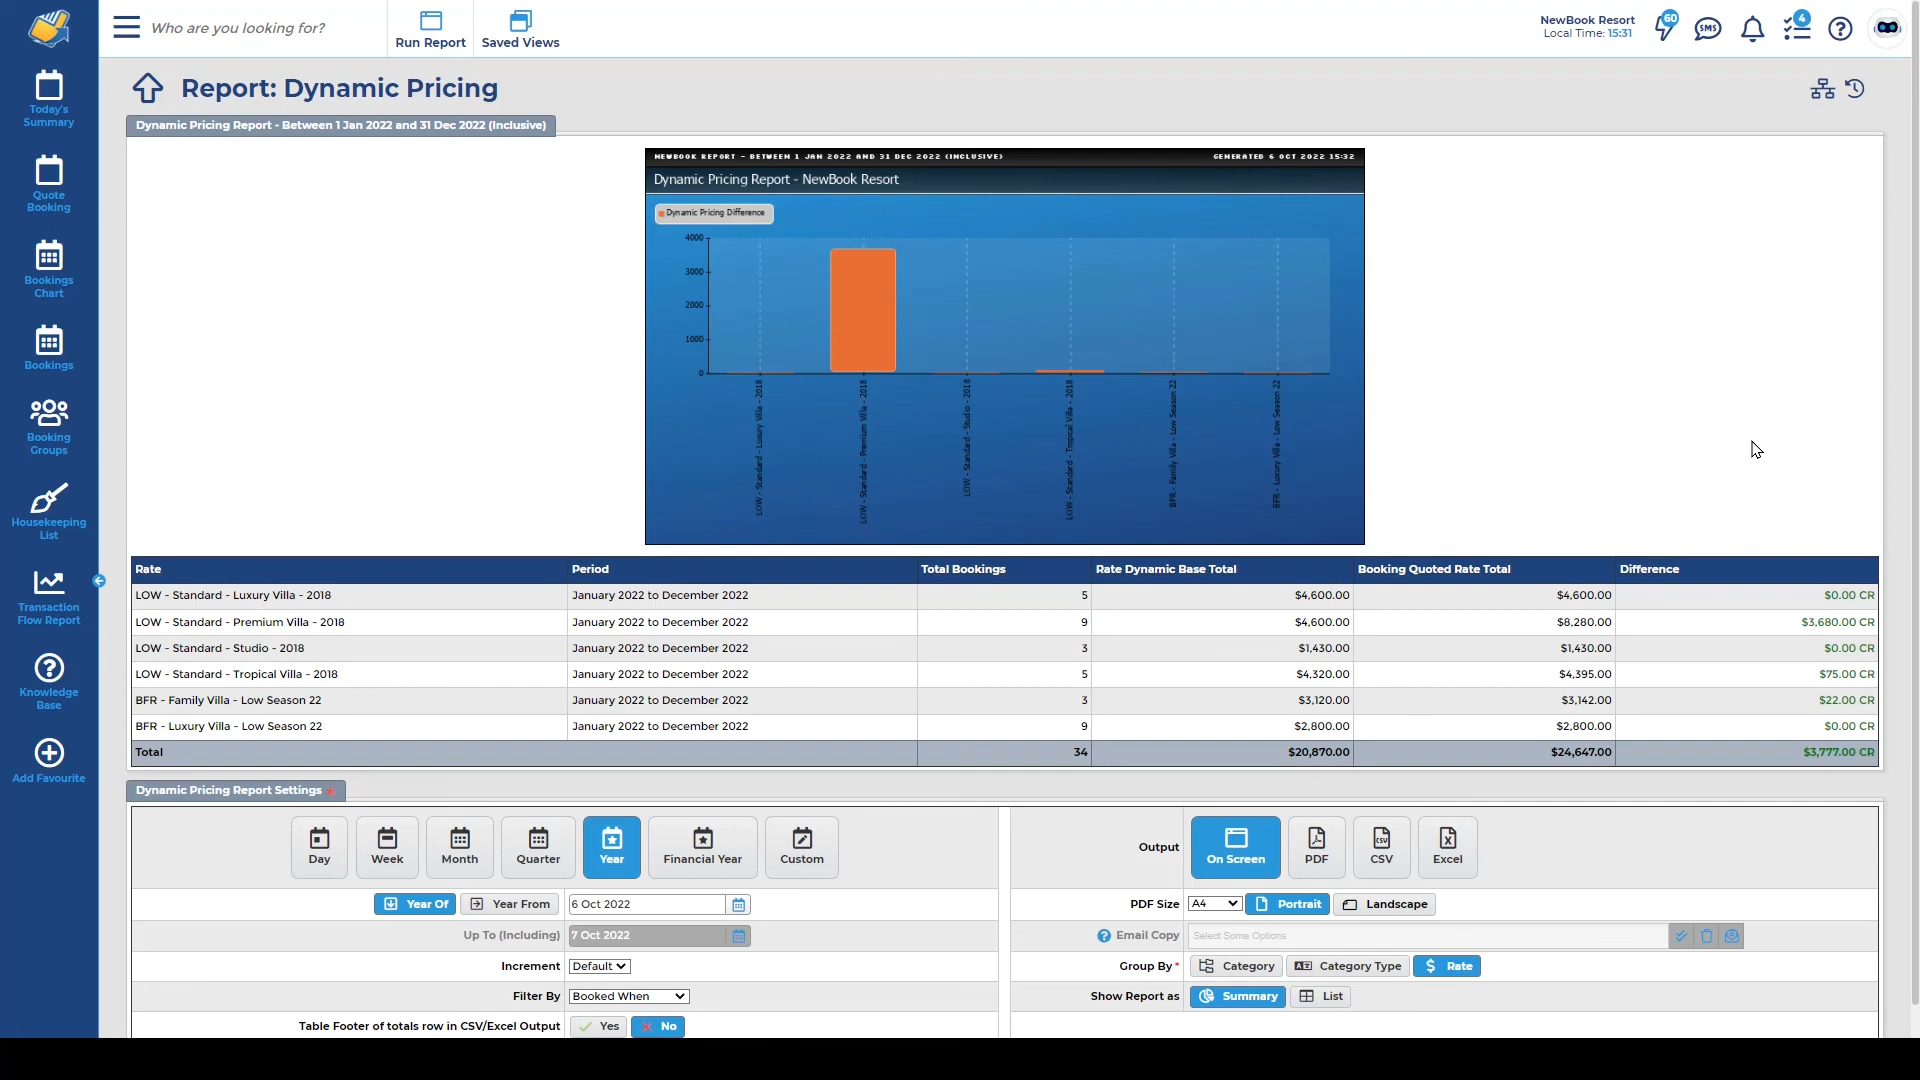 Who are you looking for?
Run Report
Saved Views
NewBook Resort
Local Time: 15:31
60
SMS
4
Today's
Summary
Quote
Booking
Bookings
Chart
Bookings
Booking
Groups
Housekeeping
List
Transaction
Flow Report
Knowledge
Base
Add Favourite
Report: Dynamic Pricing
Dynamic Pricing Report - Between 1 Jan 2022 and 31 Dec 2022 (Inclusive)
NEWBOOK REPORT - BETWEEN 1 JAN 2022 AND 31 DEC 2022 (INCLUSIVE) GENERATED 6 OCT 2022 15:32
Dynamic Pricing Report - NewBook Resort
Dynamic Pricing Difference
4000
3000
2000
1000
0
LOW - Standard - Luxury Villa - 2018
LOW - Standard - Premium Villa - 2018
LOW - Standard - Studio - 2018
LOW - Standard - Tropical Villa - 2018
BFR - Family Villa - Low Season 22
BFR - Luxury Villa - Low Season 22
Rate Period Total Bookings Rate Dynamic Base Total Booking Quoted Rate Total Difference
LOW - Standard - Luxury Villa - 2018 January 2022 to December 2022 5 $4,600.00 $4,600.00 $0.00 CR
LOW - Standard - Premium Villa - 2018 January 2022 to December 2022 9 $4,600.00 $8,280.00 $3,680.00 CR
LOW - Standard - Studio - 2018 January 2022 to December 2022 3 $1,430.00 $1,430.00 $0.00 CR
LOW - Standard - Tropical Villa - 2018 January 2022 to December 2022 5 $4,320.00 $4,395.00 $75.00 CR
BFR - Family Villa - Low Season 22 January 2022 to December 2022 3 $3,120.00 $3,142.00 $22.00 CR
BFR - Luxury Villa - Low Season 22 January 2022 to December 2022 9 $2,800.00 $2,800.00 $0.00 CR
Total 34 $20,870.00 $24,647.00 $3,777.00 CR
Dynamic Pricing Report Settings *
Day Week Month Quarter Year Financial Year Custom
Year Of Year From 6 Oct 2022
Up To (Including) 7 Oct 2022
Increment Default
Filter By Booked When
Table Footer of totals row in CSV/Excel Output Yes No
Output On Screen PDF CSV Excel
PDF Size A4 Portrait Landscape
Email Copy Select Some Options
Group By * Category Category Type Rate
Show Report as Summary List